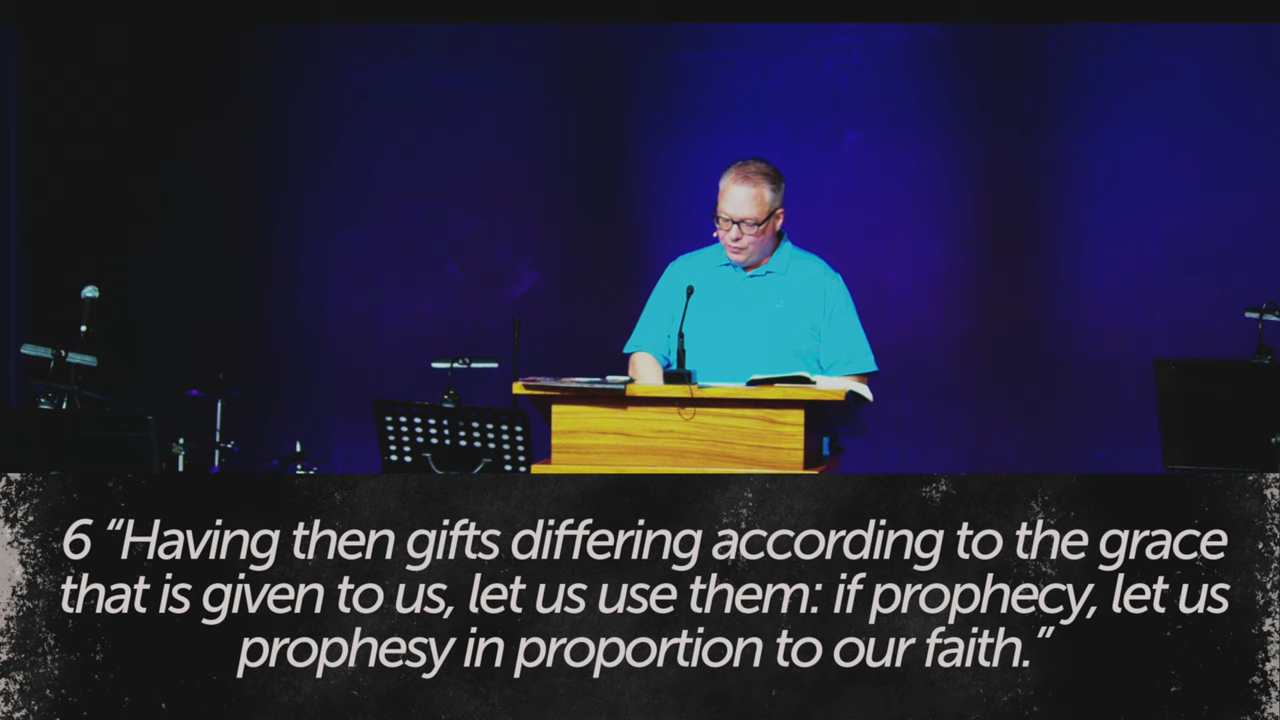 6 “Having then gifts differing according to the grace
that is given to us, let us use them: if prophecy, let us
prophesy in proportion to our faith.”